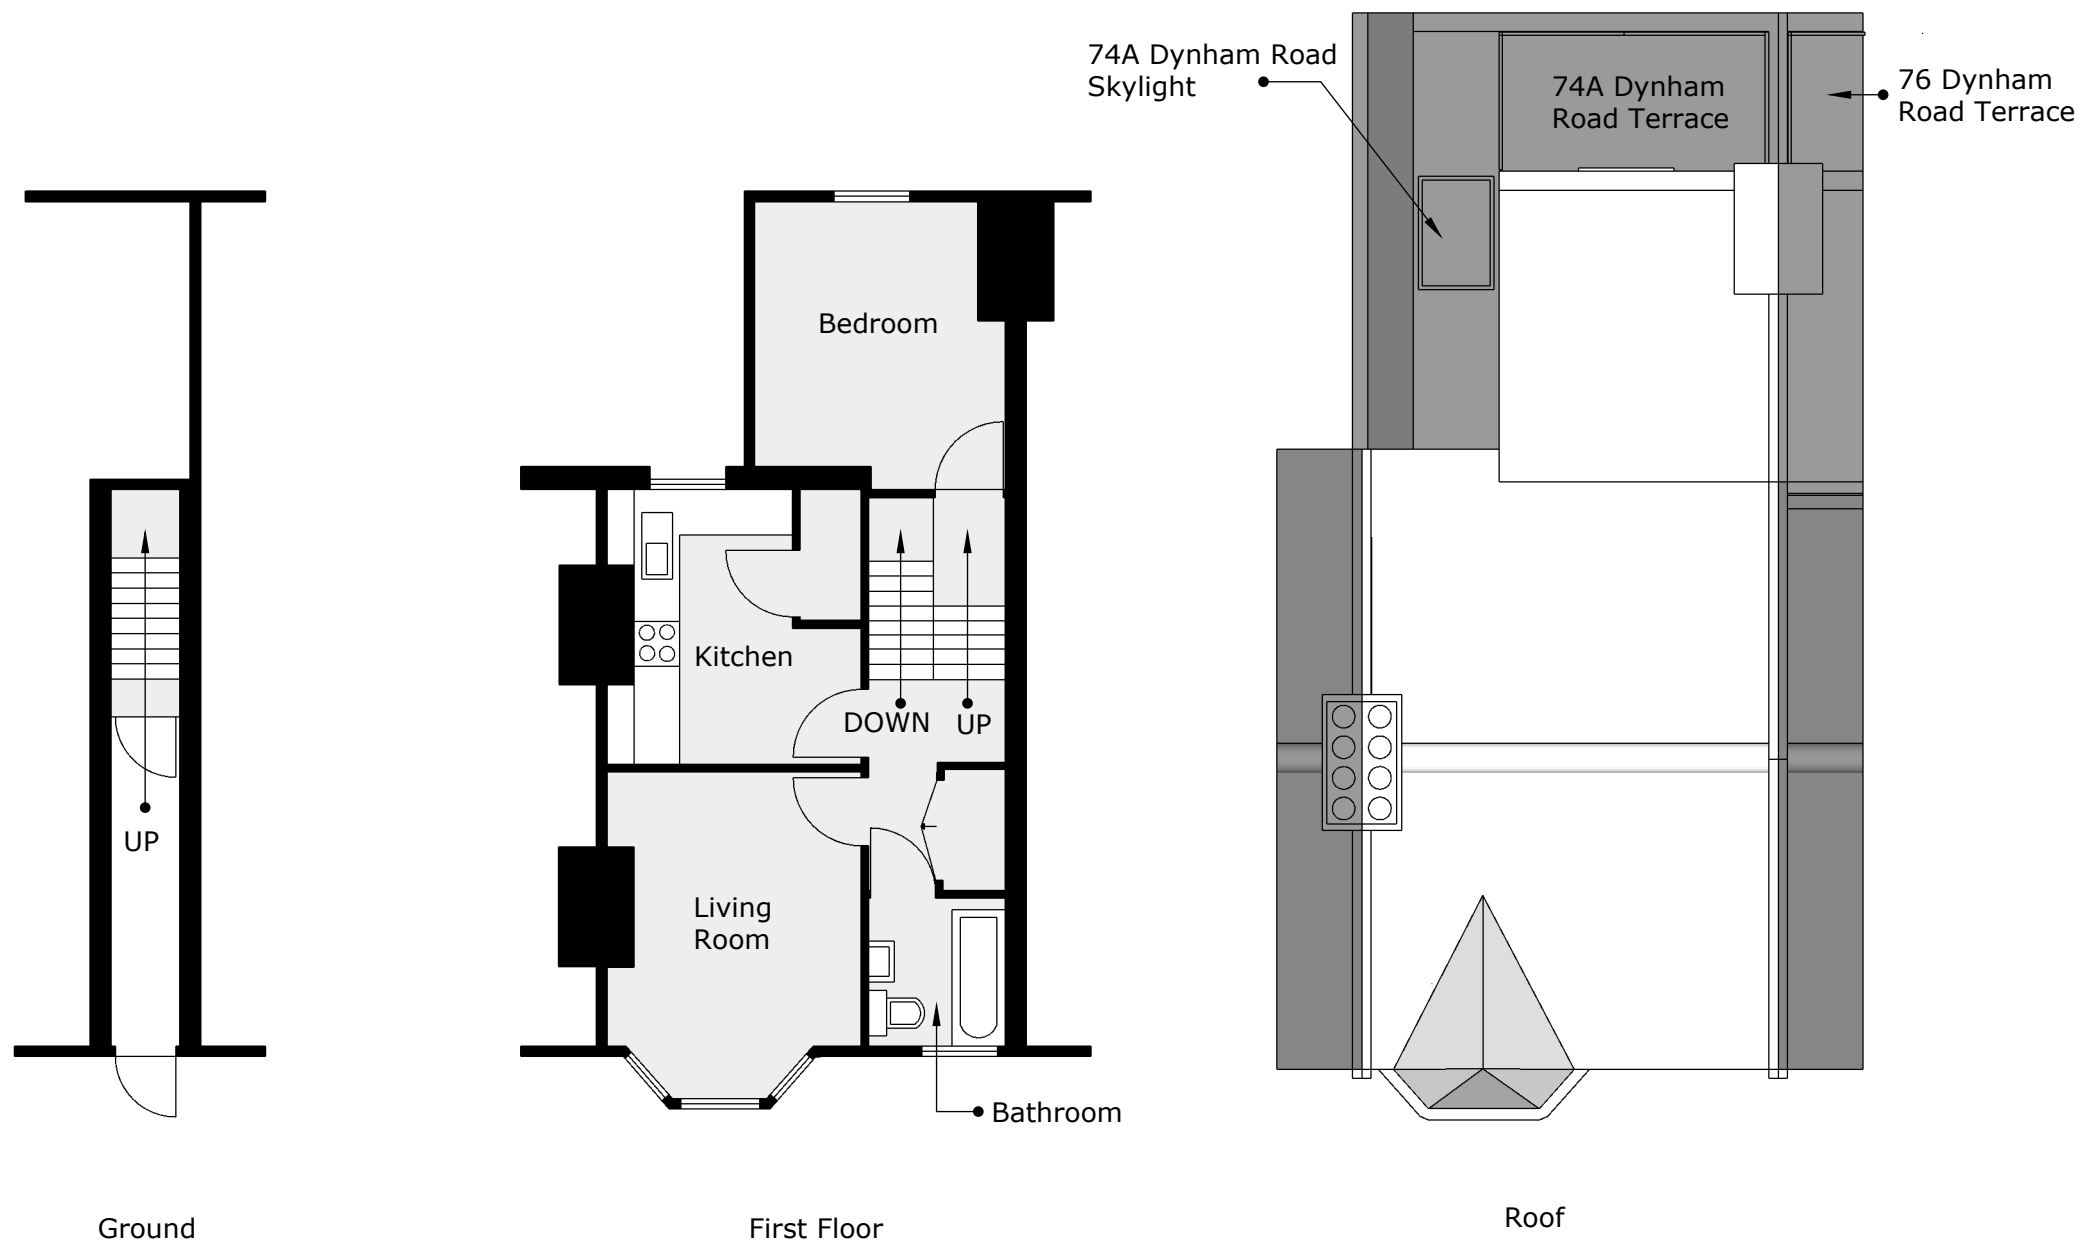 74A Dynham Road
Skylight
74A Dynham
Road Terrace
76 Dynham
Road Terrace
Bedroom
Kitchen
DOWN
UP
UP
Living
Room
Bathroom
Ground
First Floor
Roof